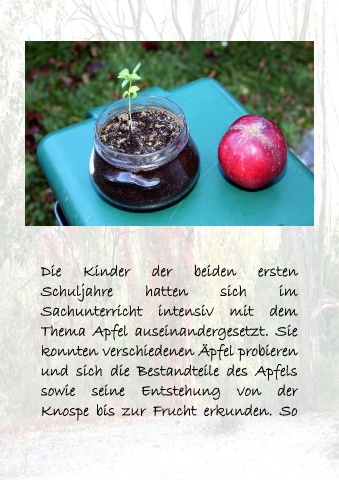 Die Kinder der beiden ersten
Schuljahre hatten sich im
Sachunterricht intensiv mit dem
Thema Apfel auseinandergesetzt. Sie
konnten verschiedenen Äpfel probieren
und sich die Bestandteile des Apfels
sowie seine Entstehung von der
Knospe bis zur Frucht erkunden. So